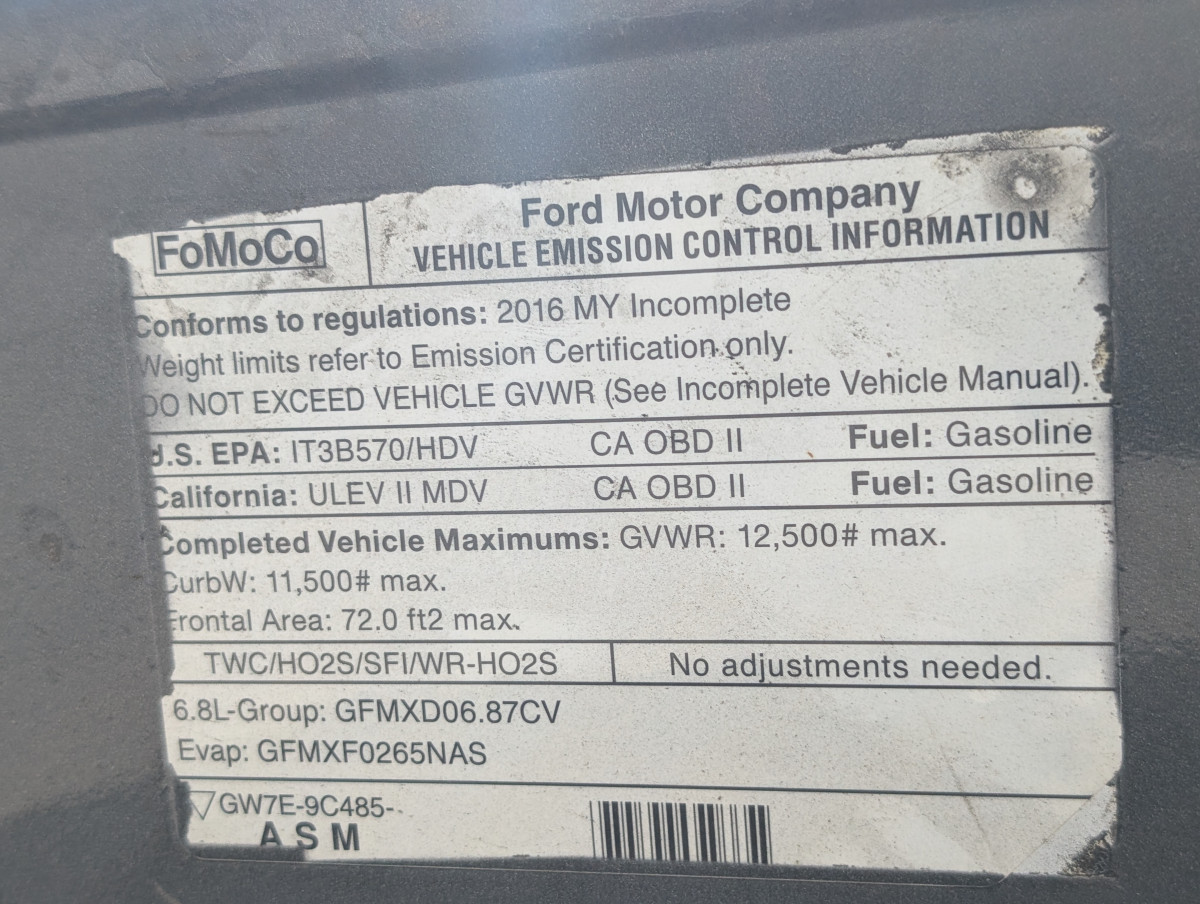 FoMoCo
Ford Motor Company
VEHICLE EMISSION CONTROL INFORMATION
Conforms to regulations: 2016 MY Incomplete
Weight limits refer to Emission Certification only.
DO NOT EXCEED VEHICLE GVWR (See Incomplete Vehicle Manual).
U.S. EPA: IT3B570/HDV CA OBD II Fuel: Gasoline
California: ULEV II MDV CA OBD II Fuel: Gasoline
Completed Vehicle Maximums: GVWR: 12,500# max.
CurbW: 11,500# max.
Frontal Area: 72.0 ft2 max.
TWC/HO2S/SFI/WR-HO2S No adjustments needed.
6.8L-Group: GFMXD06.87CV
Evap: GFMXF0265NAS
GW7E-9C485-
ASM